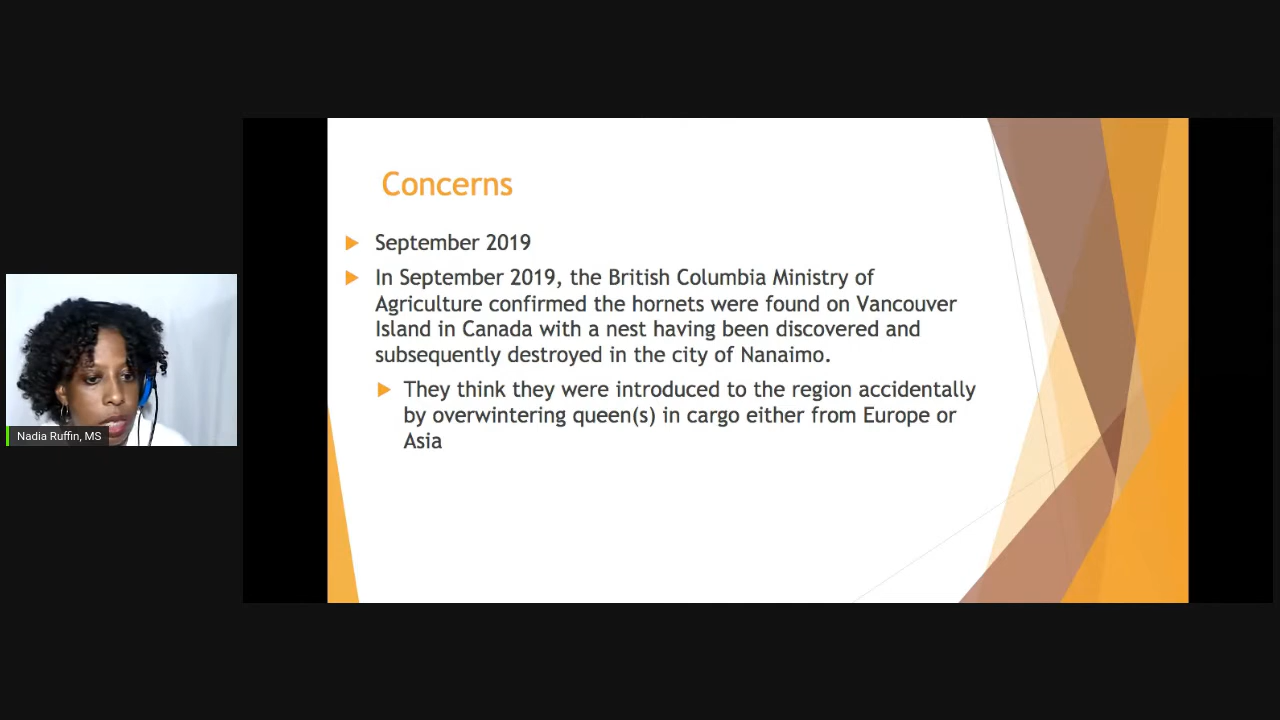 Concerns
September 2019
In September 2019, the British Columbia Ministry of
Agriculture confirmed the hornets were found on Vancouver
Island in Canada with a nest having been discovered and
subsequently destroyed in the city of Nanaimo.
They think they were introduced to the region accidentally
by overwintering queen(s) in cargo either from Europe or
Asia
Nadia Ruffin, MS